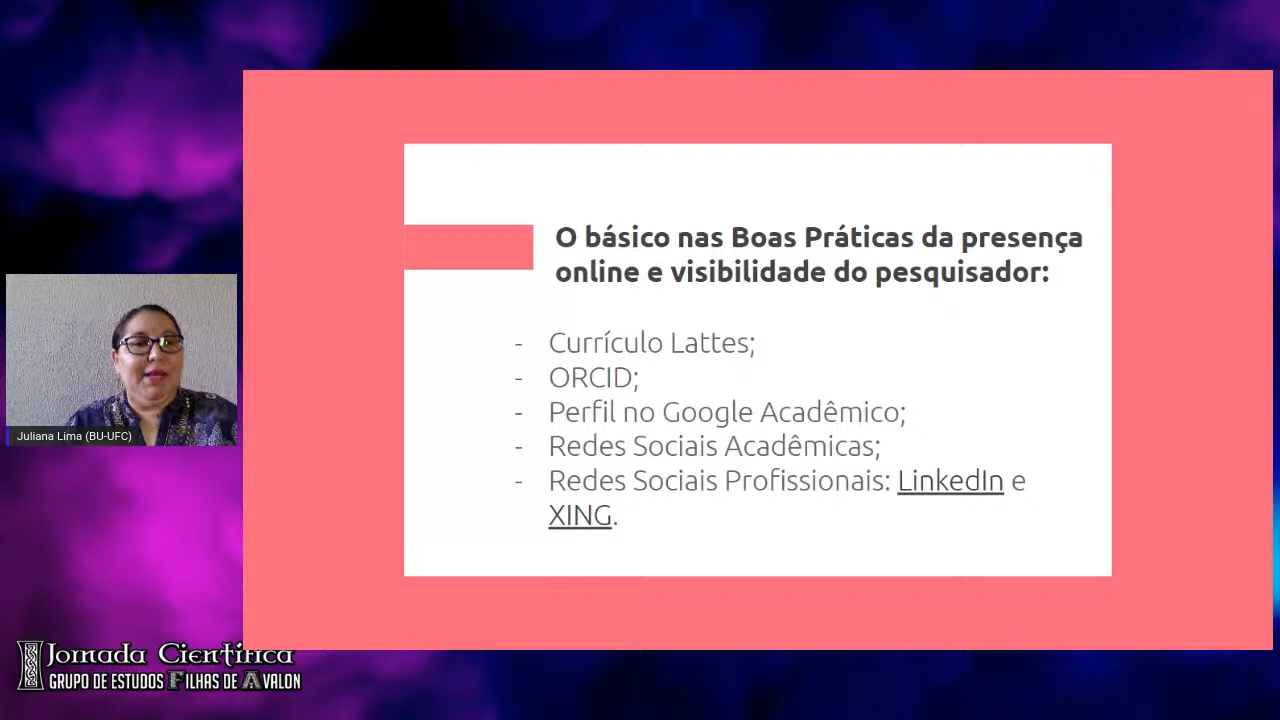 O básico nas Boas Práticas da presença
online e visibilidade do pesquisador:
- Currículo Lattes;
- ORCID;
- Perfil no Google Acadêmico;
- Redes Sociais Acadêmicas;
- Redes Sociais Profissionais: LinkedIn e
XING.
Juliana Lima (BU-UFC)
Jornada Científica
GRUPO DE ESTUDOS FILHAS DE AVALON